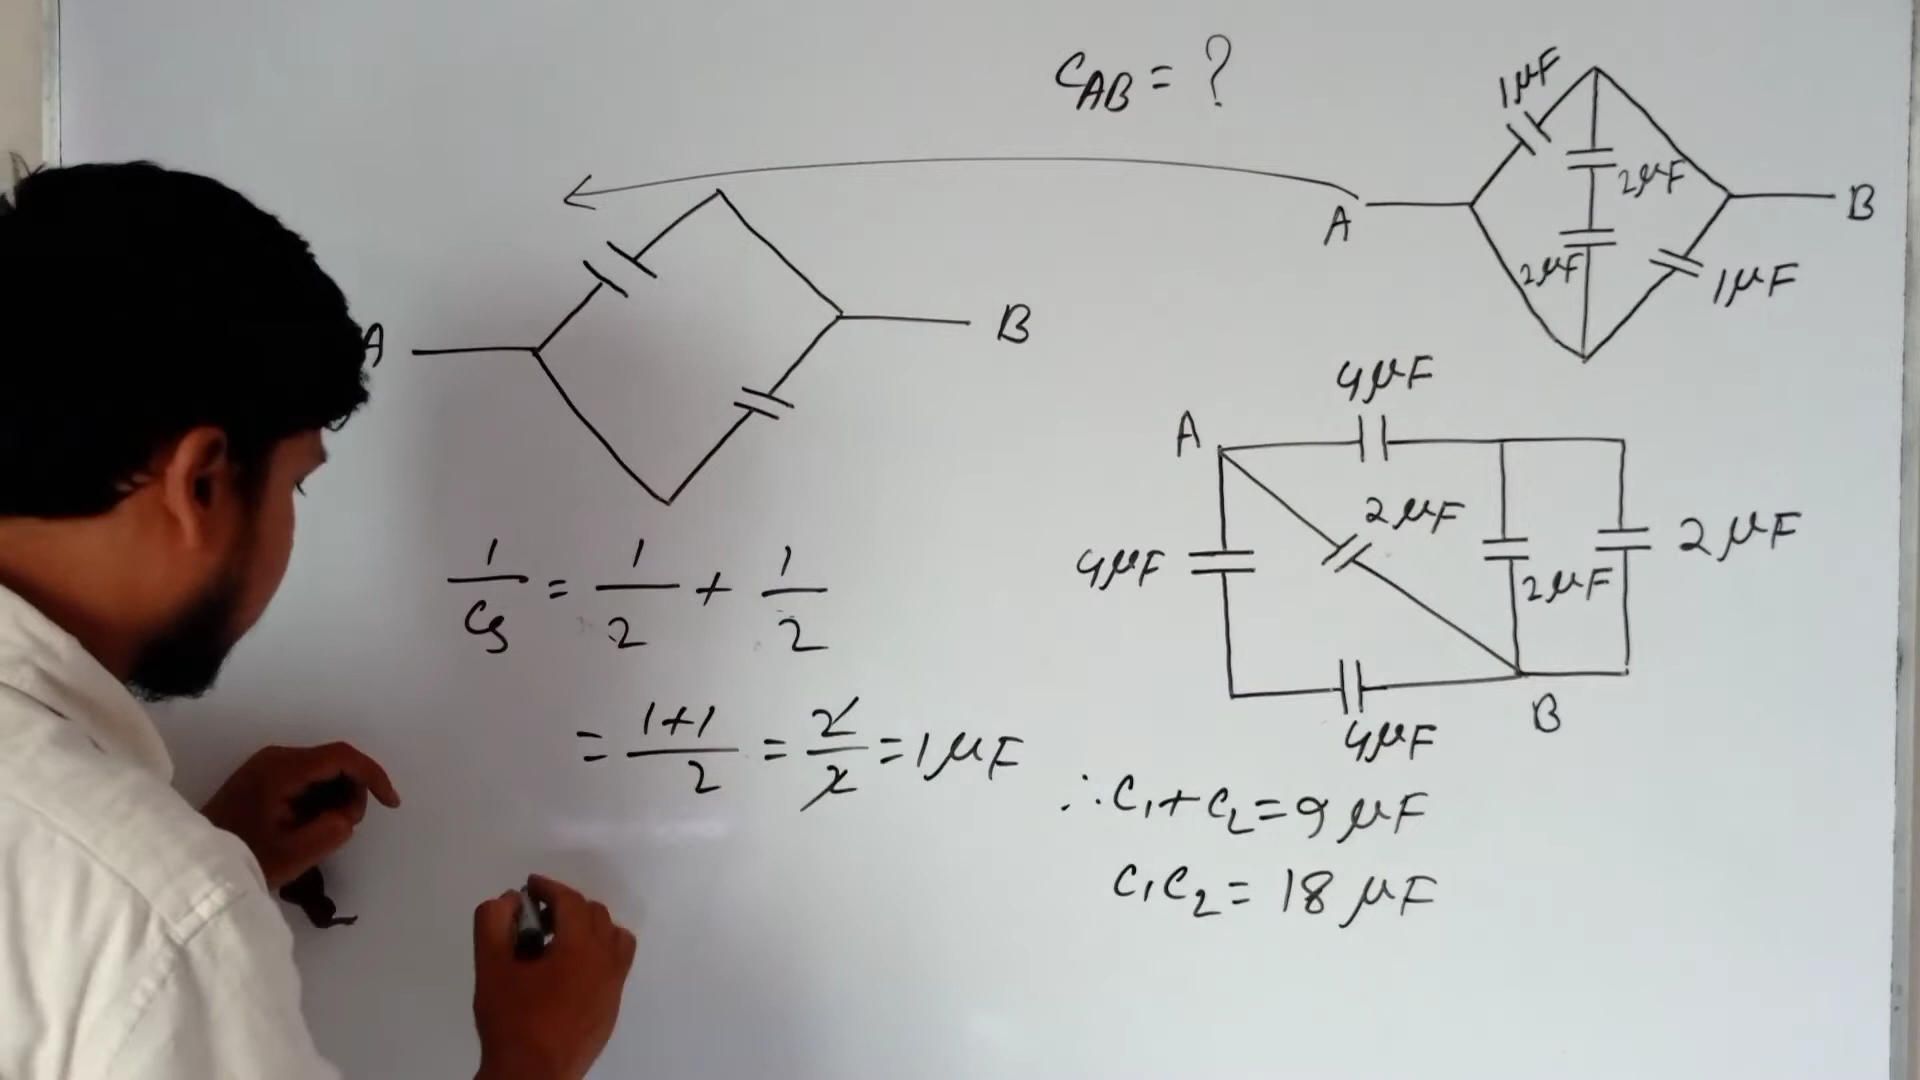 C_AB = ?
1μF
2μF
2μF
1μF
A
B
A
B
4μF
A
2μF
4μF
2μF
2μF
4μF
B
1/Cs = 1/2 + 1/2
= 1+1/2 = 2/2 = 1μF
∴ C₁+C₂ = 9μF
C₁C₂ = 18μF